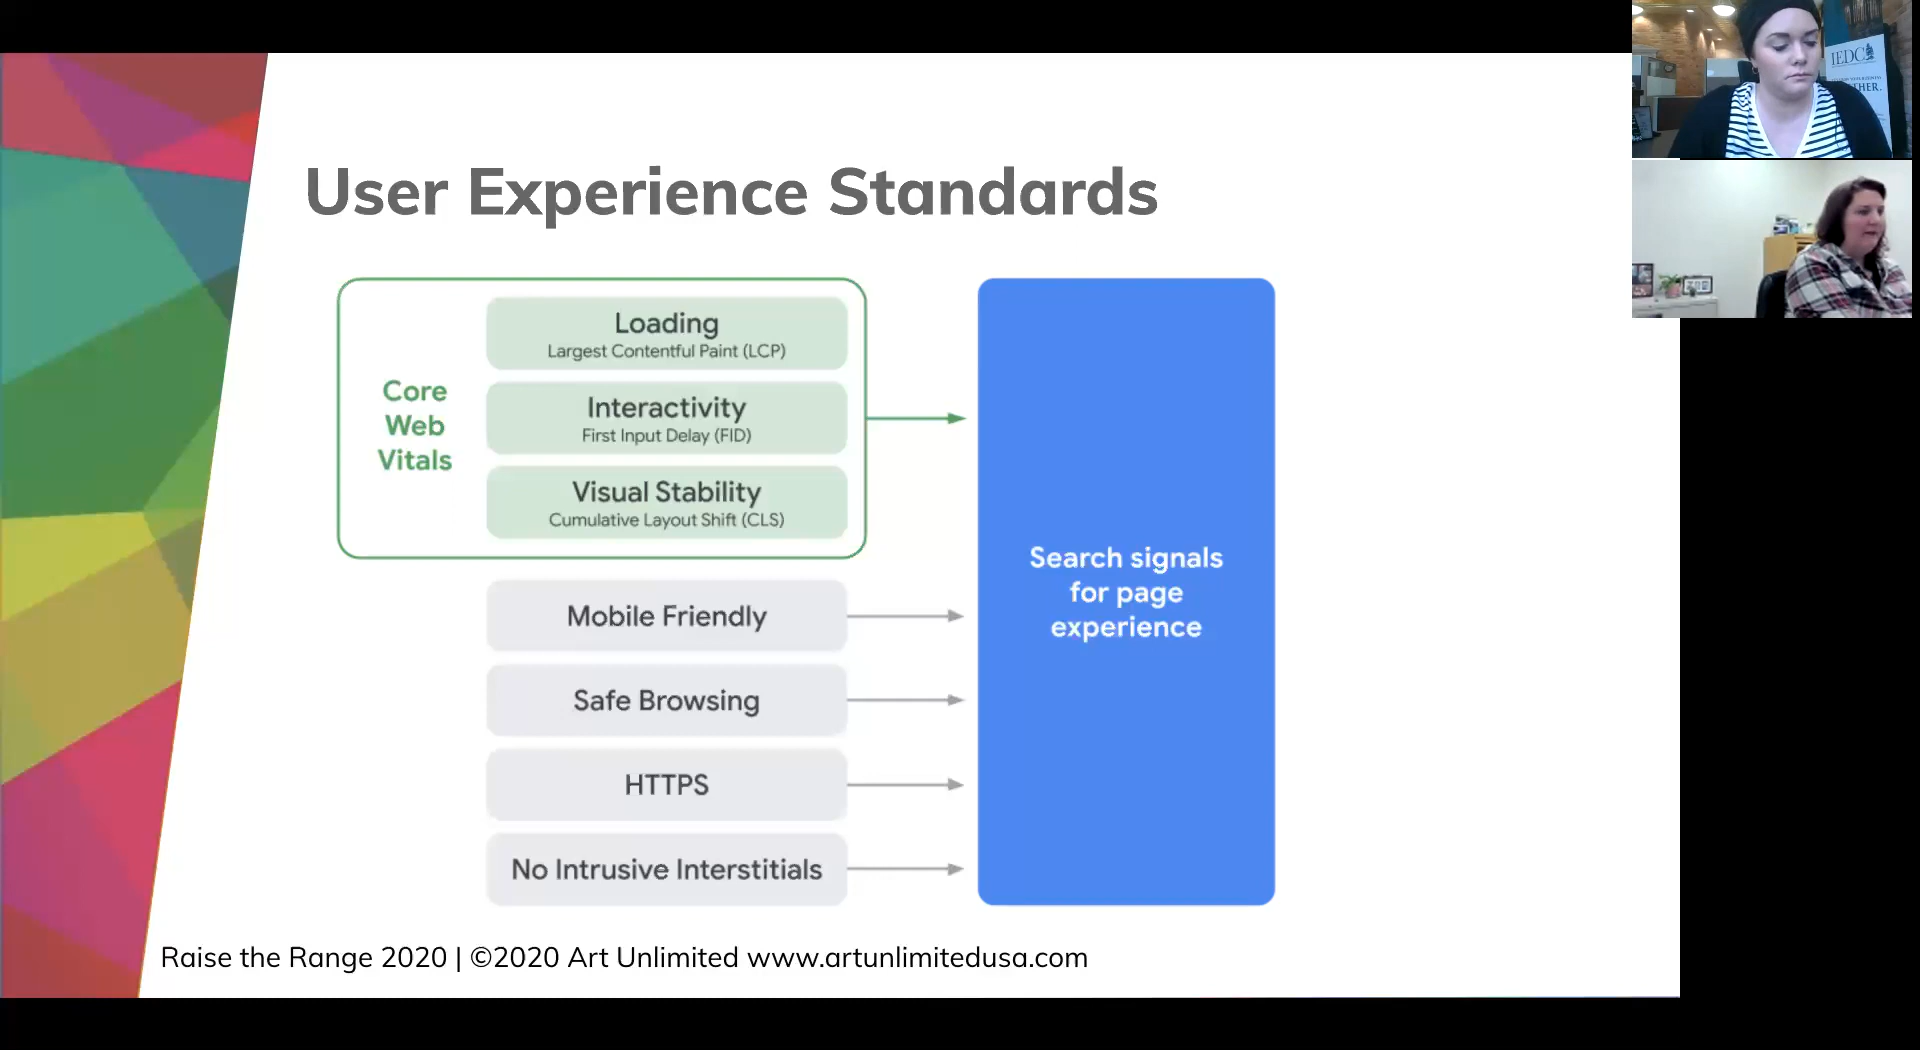 User Experience Standards
Core
Web
Vitals
Loading
Largest Contentful Paint (LCP)
Interactivity
First Input Delay (FID)
Visual Stability
Cumulative Layout Shift (CLS)
Mobile Friendly
Safe Browsing
HTTPS
No Intrusive Interstitials
Search signals
for page
experience
Raise the Range 2020 | ©2020 Art Unlimited www.artunlimitedusa.com
IEDC